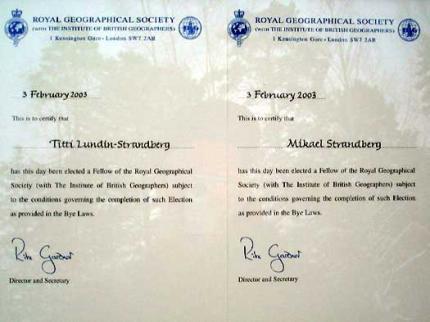 ROYAL GEOGRAPHICAL SOCIETY
(WITH THE INSTITUTE OF BRITISH GEOGRAPHERS)
1 Kensington Gore · London SW7 2AR
3 February 2003
This is to certify that
Titti Lundin-Strandberg
has this day been elected a Fellow of the Royal Geographical
Society (with The Institute of British Geographers) subject
to the conditions governing the completion of such Election
as provided in the Bye Laws.
Director and Secretary
ROYAL GEOGRAPHICAL SOCIETY
(WITH THE INSTITUTE OF BRITISH GEOGRAPHERS)
1 Kensington Gore · London SW7 2AR
3 February 2003
This is to certify that
Mikael Strandberg
has this day been elected a Fellow of the Royal Geographical
Society (with The Institute of British Geographers) subject
to the conditions governing the completion of such Election
as provided in the Bye Laws.
Director and Secretary